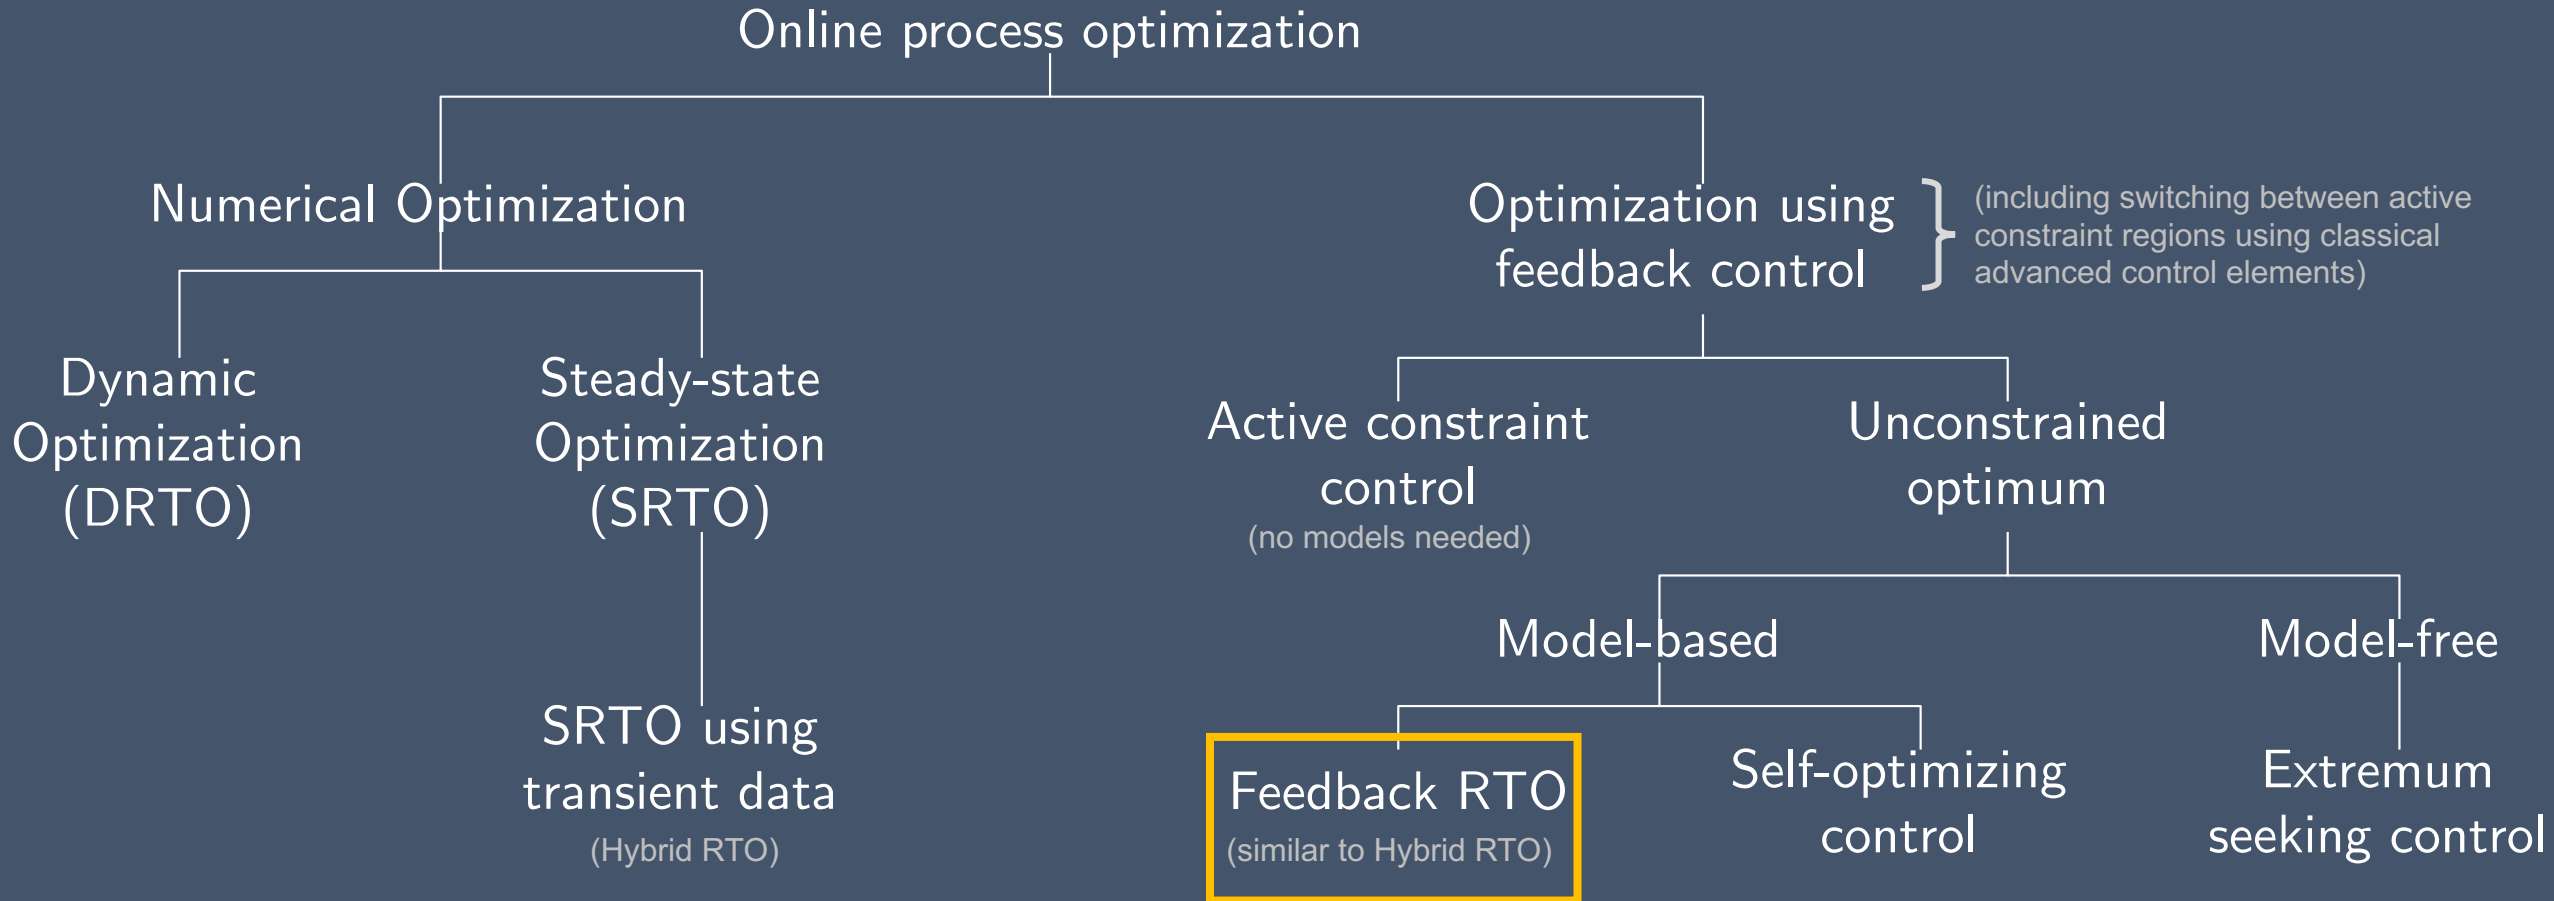 Online process optimization
Numerical Optimization
Optimization using
feedback control
(including switching between active
constraint regions using classical
advanced control elements)
Dynamic
Optimization
(DRTO)
Steady-state
Optimization
(SRTO)
Active constraint
control
(no models needed)
Unconstrained
optimum
Model-based
Model-free
SRTO using
transient data
(Hybrid RTO)
Feedback RTO
(similar to Hybrid RTO)
Self-optimizing
control
Extremum
seeking control